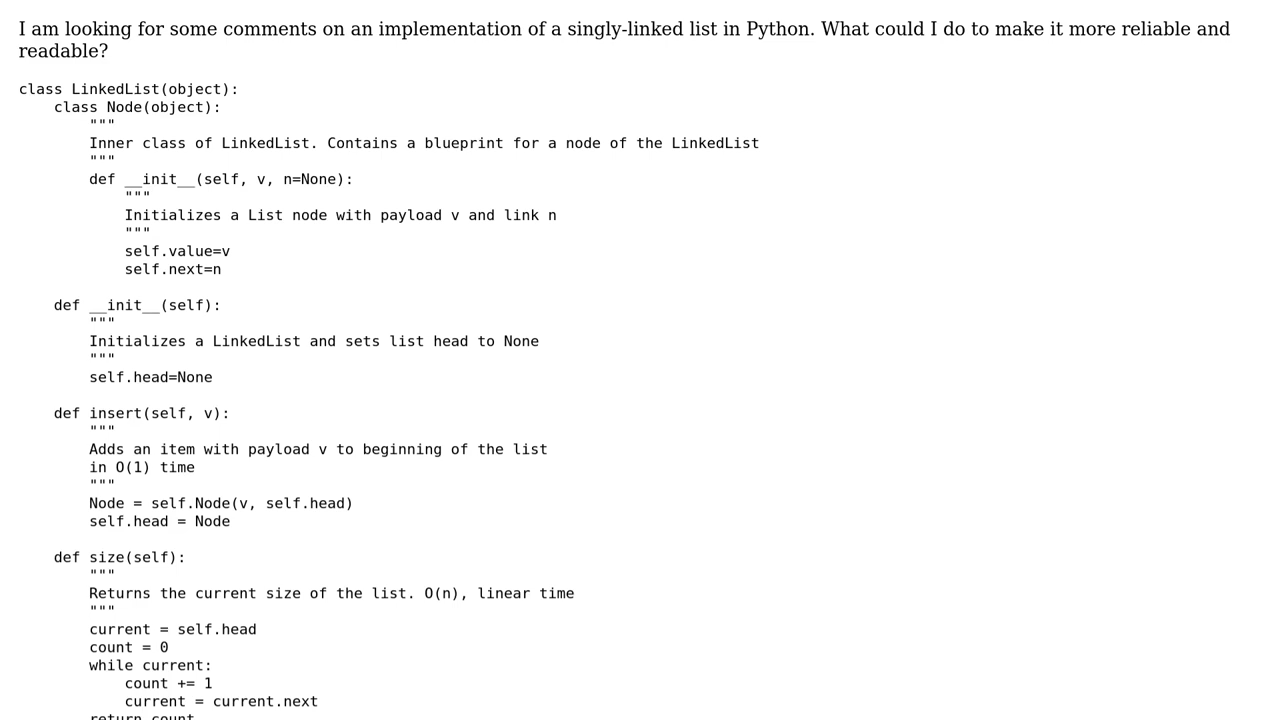 I am looking for some comments on an implementation of a singly-linked list in Python. What could I do to make it more reliable and
readable?
class LinkedList(object):
    class Node(object):
        """
        Inner class of LinkedList. Contains a blueprint for a node of the LinkedList
        """
        def __init__(self, v, n=None):
            """
            Initializes a List node with payload v and link n
            """
            self.value=v
            self.next=n

    def __init__(self):
        """
        Initializes a LinkedList and sets list head to None
        """
        self.head=None

    def insert(self, v):
        """
        Adds an item with payload v to beginning of the list
        in O(1) time
        """
        Node = self.Node(v, self.head)
        self.head = Node

    def size(self):
        """
        Returns the current size of the list. O(n), linear time
        """
        current = self.head
        count = 0
        while current:
            count += 1
            current = current.next
        return count